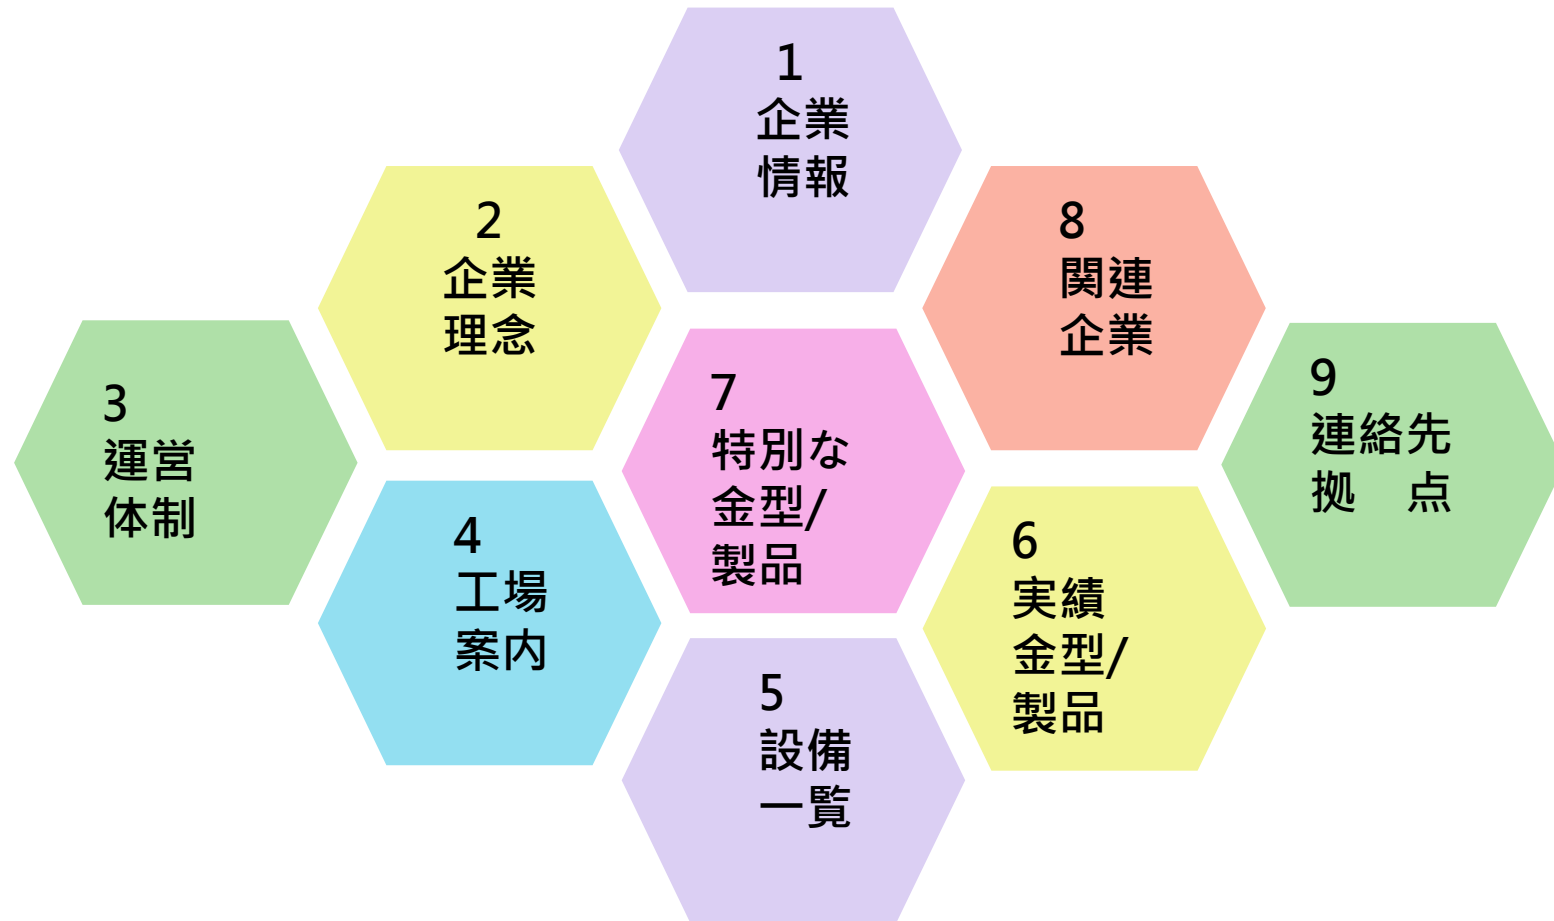 1
企業
情報
2
企業
理念
3
運営
体制
4
工場
案内
5
設備
一覧
6
実績
金型/
製品
7
特別な
金型/
製品
8
関連
企業
9
連絡先
拠　点